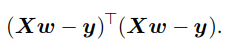 (Xw − y)⊤(Xw − y).